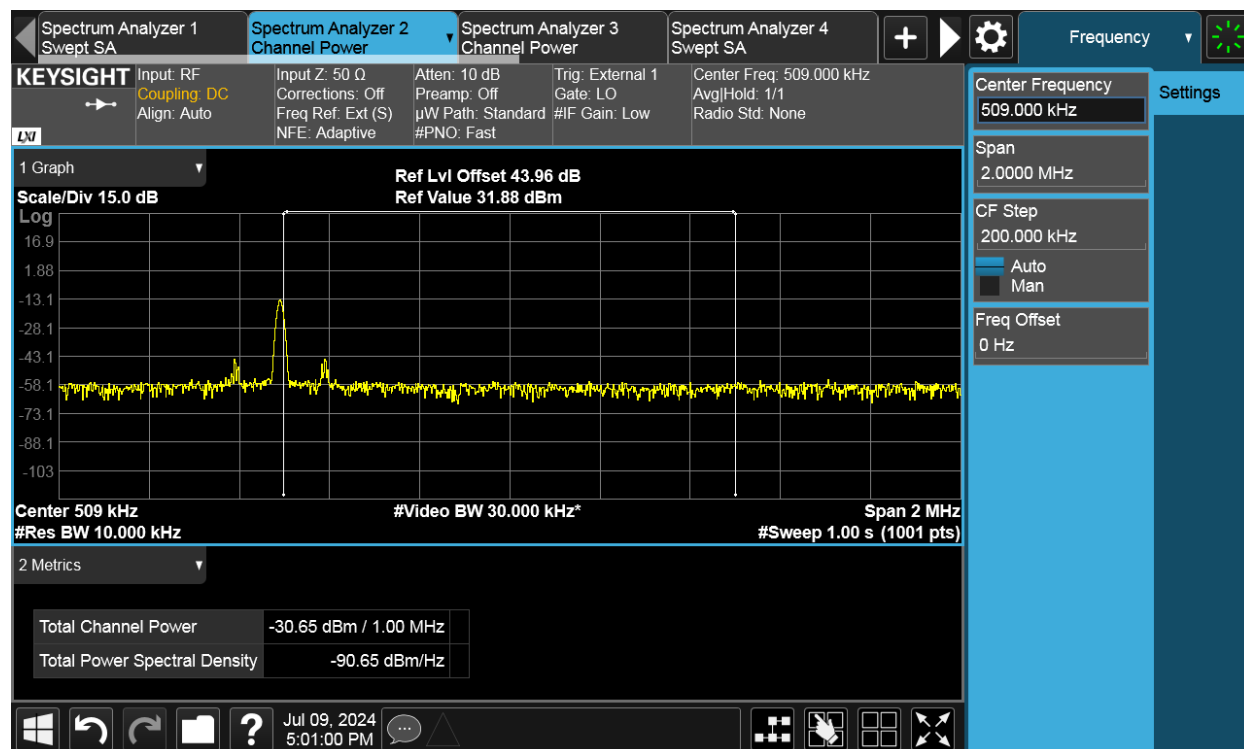 Spectrum Analyzer 1
Swept SA
Spectrum Analyzer 2
Channel Power
Spectrum Analyzer 3
Channel Power
Spectrum Analyzer 4
Swept SA
+
Frequency
KEYSIGHT
LXI
Input: RF
Coupling: DC
Align: Auto
Input Z: 50 Ω
Corrections: Off
Freq Ref: Ext (S)
NFE: Adaptive
Atten: 10 dB
Preamp: Off
µW Path: Standard
#PNO: Fast
Trig: External 1
Gate: LO
#IF Gain: Low
Center Freq: 509.000 kHz
Avg|Hold: 1/1
Radio Std: None
Center Frequency
509.000 kHz
Settings
Span
2.0000 MHz
CF Step
200.000 kHz
Auto
Man
Freq Offset
0 Hz
1 Graph
Scale/Div 15.0 dB
Ref Lvl Offset 43.96 dB
Ref Value 31.88 dBm
Log
16.9
1.88
-13.1
-28.1
-43.1
-58.1
-73.1
-88.1
-103
Center 509 kHz
#Video BW 30.000 kHz*
Span 2 MHz
#Res BW 10.000 kHz
#Sweep 1.00 s (1001 pts)
2 Metrics
Total Channel Power -30.65 dBm / 1.00 MHz
Total Power Spectral Density -90.65 dBm/Hz
?
Jul 09, 2024
5:01:00 PM